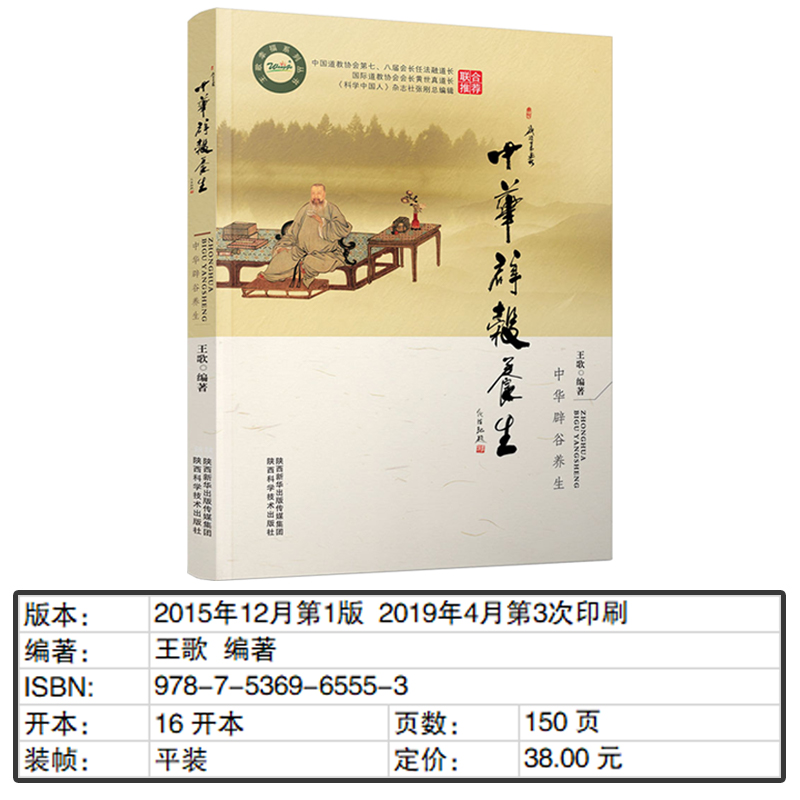 王歌幸福系列丛书
中国道教协会第七、八届会长任法融道长
国际道教协会会长黄世真道长
《科学中国人》杂志社张刚总编辑
联合
推荐
中華辟穀養生
王歌○编著
ZHONGHUA
BIGU YANGSHENG
中华辟谷养生
陕西新华出版传媒集团
陕西科学技术出版社
中華辟穀養生
ZHONGHUA
BIGU YANGSHENG
中华辟谷养生
王歌○编著
陕西新华出版传媒集团
陕西科学技术出版社
版本： 2015年12月第1版 2019年4月第3次印刷
编著： 王歌 编著
ISBN: 978-7-5369-6555-3
开本： 16 开本 页数： 150 页
装帧： 平装 定价： 38.00 元